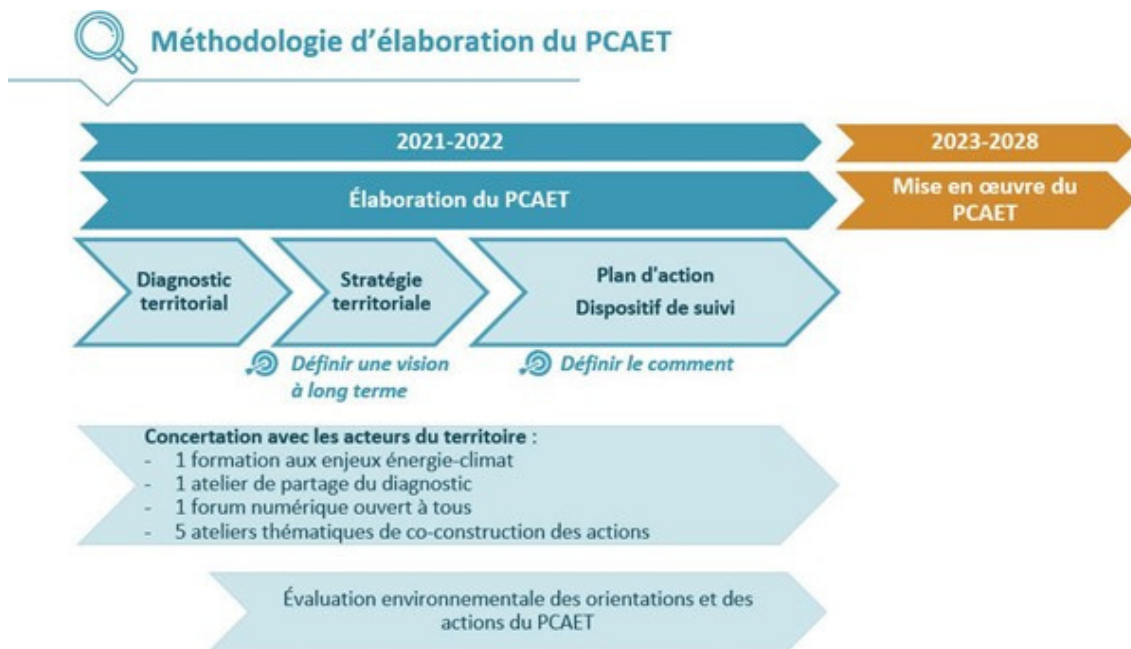 Méthodologie d'élaboration du PCAET
2021-2022
2023-2028
Élaboration du PCAET
Mise en œuvre du
PCAET
Diagnostic
territorial
Stratégie
territoriale
Plan d'action
Dispositif de suivi
Définir une vision
à long terme
Définir le comment
Concertation avec les acteurs du territoire :
- 1 formation aux enjeux énergie-climat
- 1 atelier de partage du diagnostic
- 1 forum numérique ouvert à tous
- 5 ateliers thématiques de co-construction des actions
Évaluation environnementale des orientations et des
actions du PCAET